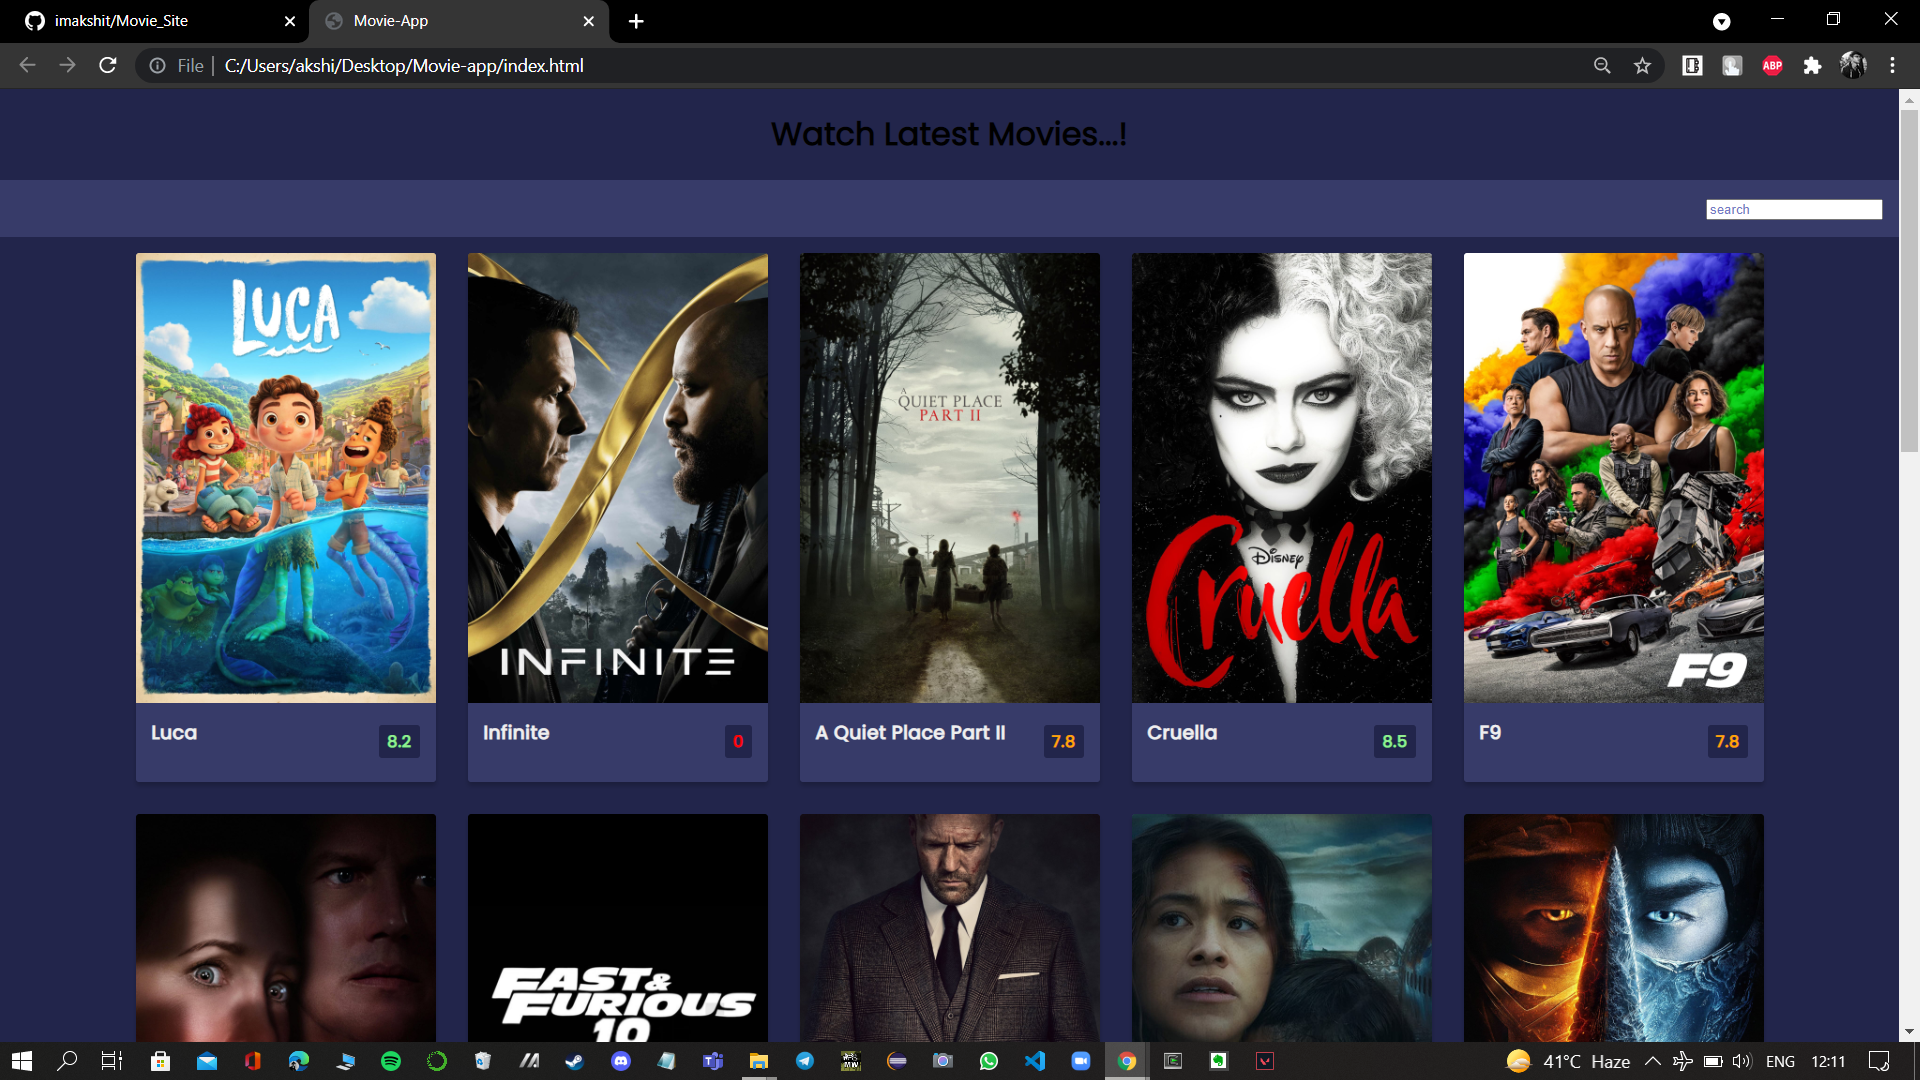 imakshit/Movie_Site
Movie-App
File
C:/Users/akshi/Desktop/Movie-app/index.html
ABP
Watch Latest Movies...!
search
LUCA
INFINITE
A
QUIET PLACE
PART II
DISNEY
Cruella
F9
Luca
8.2
Infinite
0
A Quiet Place Part II
7.8
Cruella
8.5
F9
7.8
FAST &
FURIOUS
10
41°C Haze
ENG
12:11